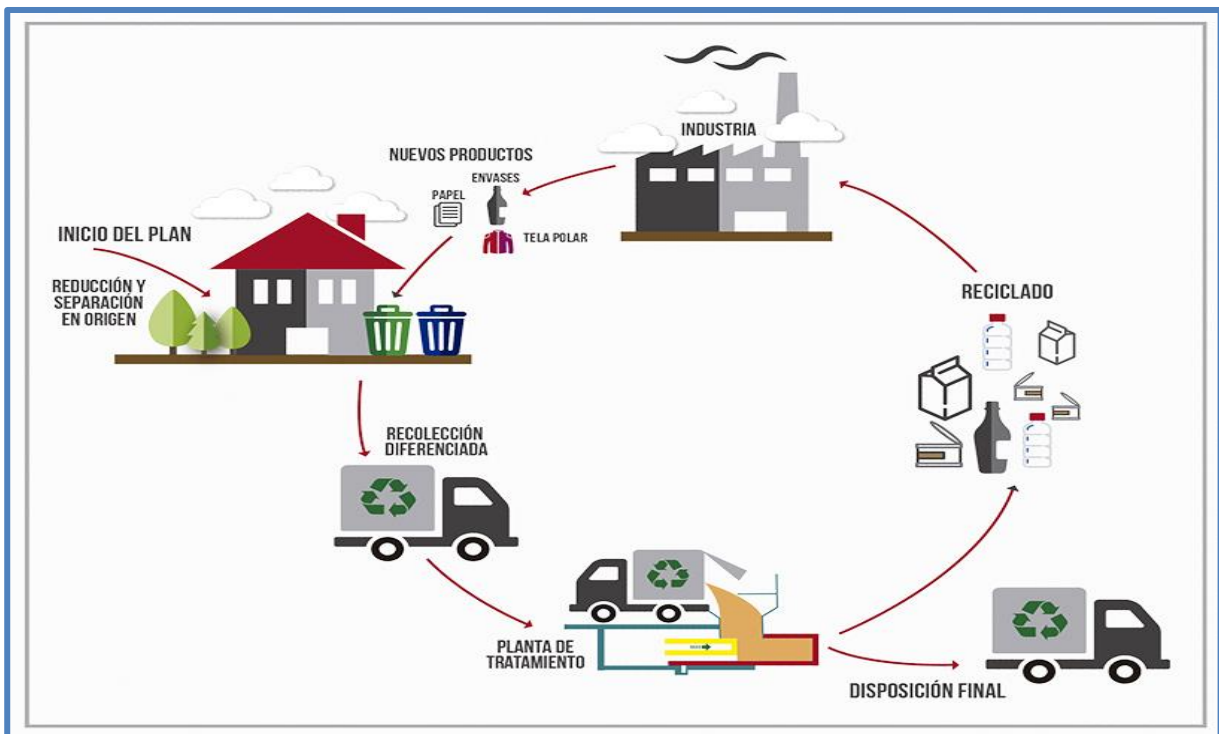 INDUSTRIA
NUEVOS PRODUCTOS
ENVASES
PAPEL
TELA POLAR
INICIO DEL PLAN
REDUCCIÓN Y
SEPARACIÓN
EN ORIGEN
RECICLADO
RECOLECCIÓN
DIFERENCIADA
PLANTA DE
TRATAMIENTO
DISPOSICIÓN FINAL